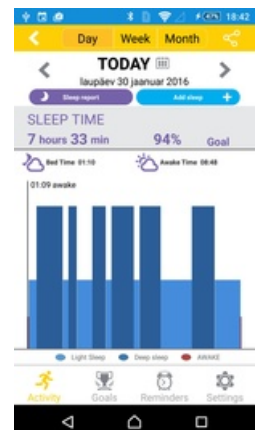 18:42
Day Week Month
TODAY
laupäev 30 jaanuar 2016
Sleep report Add sleep +
SLEEP TIME
7 hours 33 min 94% Goal
Bed Time 01:10 Awake Time 08:48
01:09 awake
Light Sleep Deep sleep AWAKE
Activity Goals Reminders Settings